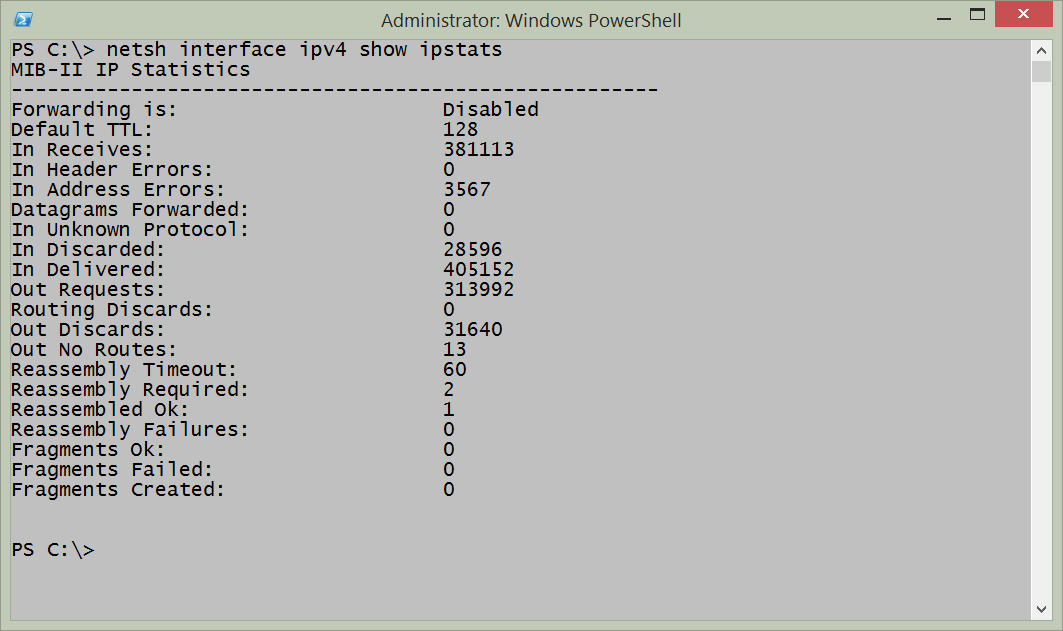 Administrator: Windows PowerShell
PS C:\> netsh interface ipv4 show ipstats
MIB-II IP Statistics
------------------------------------------------------
Forwarding is: Disabled
Default TTL: 128
In Receives: 381113
In Header Errors: 0
In Address Errors: 3567
Datagrams Forwarded: 0
In Unknown Protocol: 0
In Discarded: 28596
In Delivered: 405152
Out Requests: 313992
Routing Discards: 0
Out Discards: 31640
Out No Routes: 13
Reassembly Timeout: 60
Reassembly Required: 2
Reassembled Ok: 1
Reassembly Failures: 0
Fragments Ok: 0
Fragments Failed: 0
Fragments Created: 0
PS C:\>